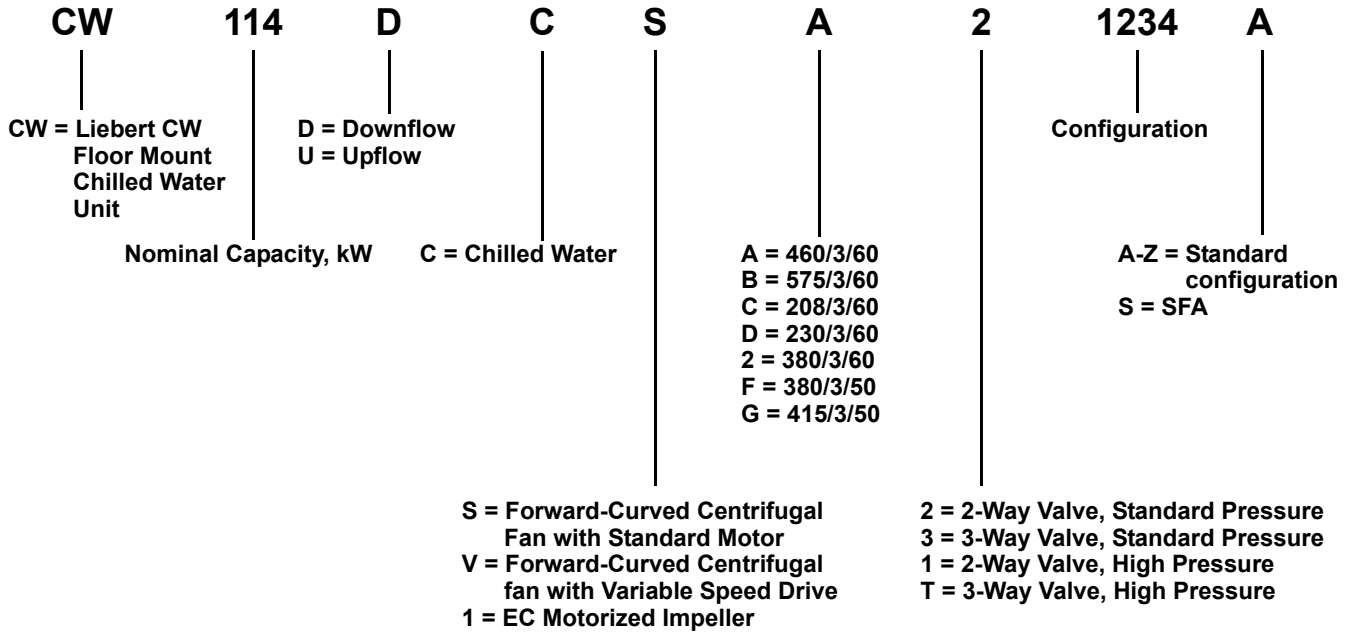 CW 114 D C S A 2 1234 A
CW = Liebert CW
Floor Mount
Chilled Water
Unit
D = Downflow
U = Upflow
Configuration
Nominal Capacity, kW
C = Chilled Water
A = 460/3/60
B = 575/3/60
C = 208/3/60
D = 230/3/60
2 = 380/3/60
F = 380/3/50
G = 415/3/50
A-Z = Standard
configuration
S = SFA
S = Forward-Curved Centrifugal
Fan with Standard Motor
V = Forward-Curved Centrifugal
fan with Variable Speed Drive
1 = EC Motorized Impeller
2 = 2-Way Valve, Standard Pressure
3 = 3-Way Valve, Standard Pressure
1 = 2-Way Valve, High Pressure
T = 3-Way Valve, High Pressure